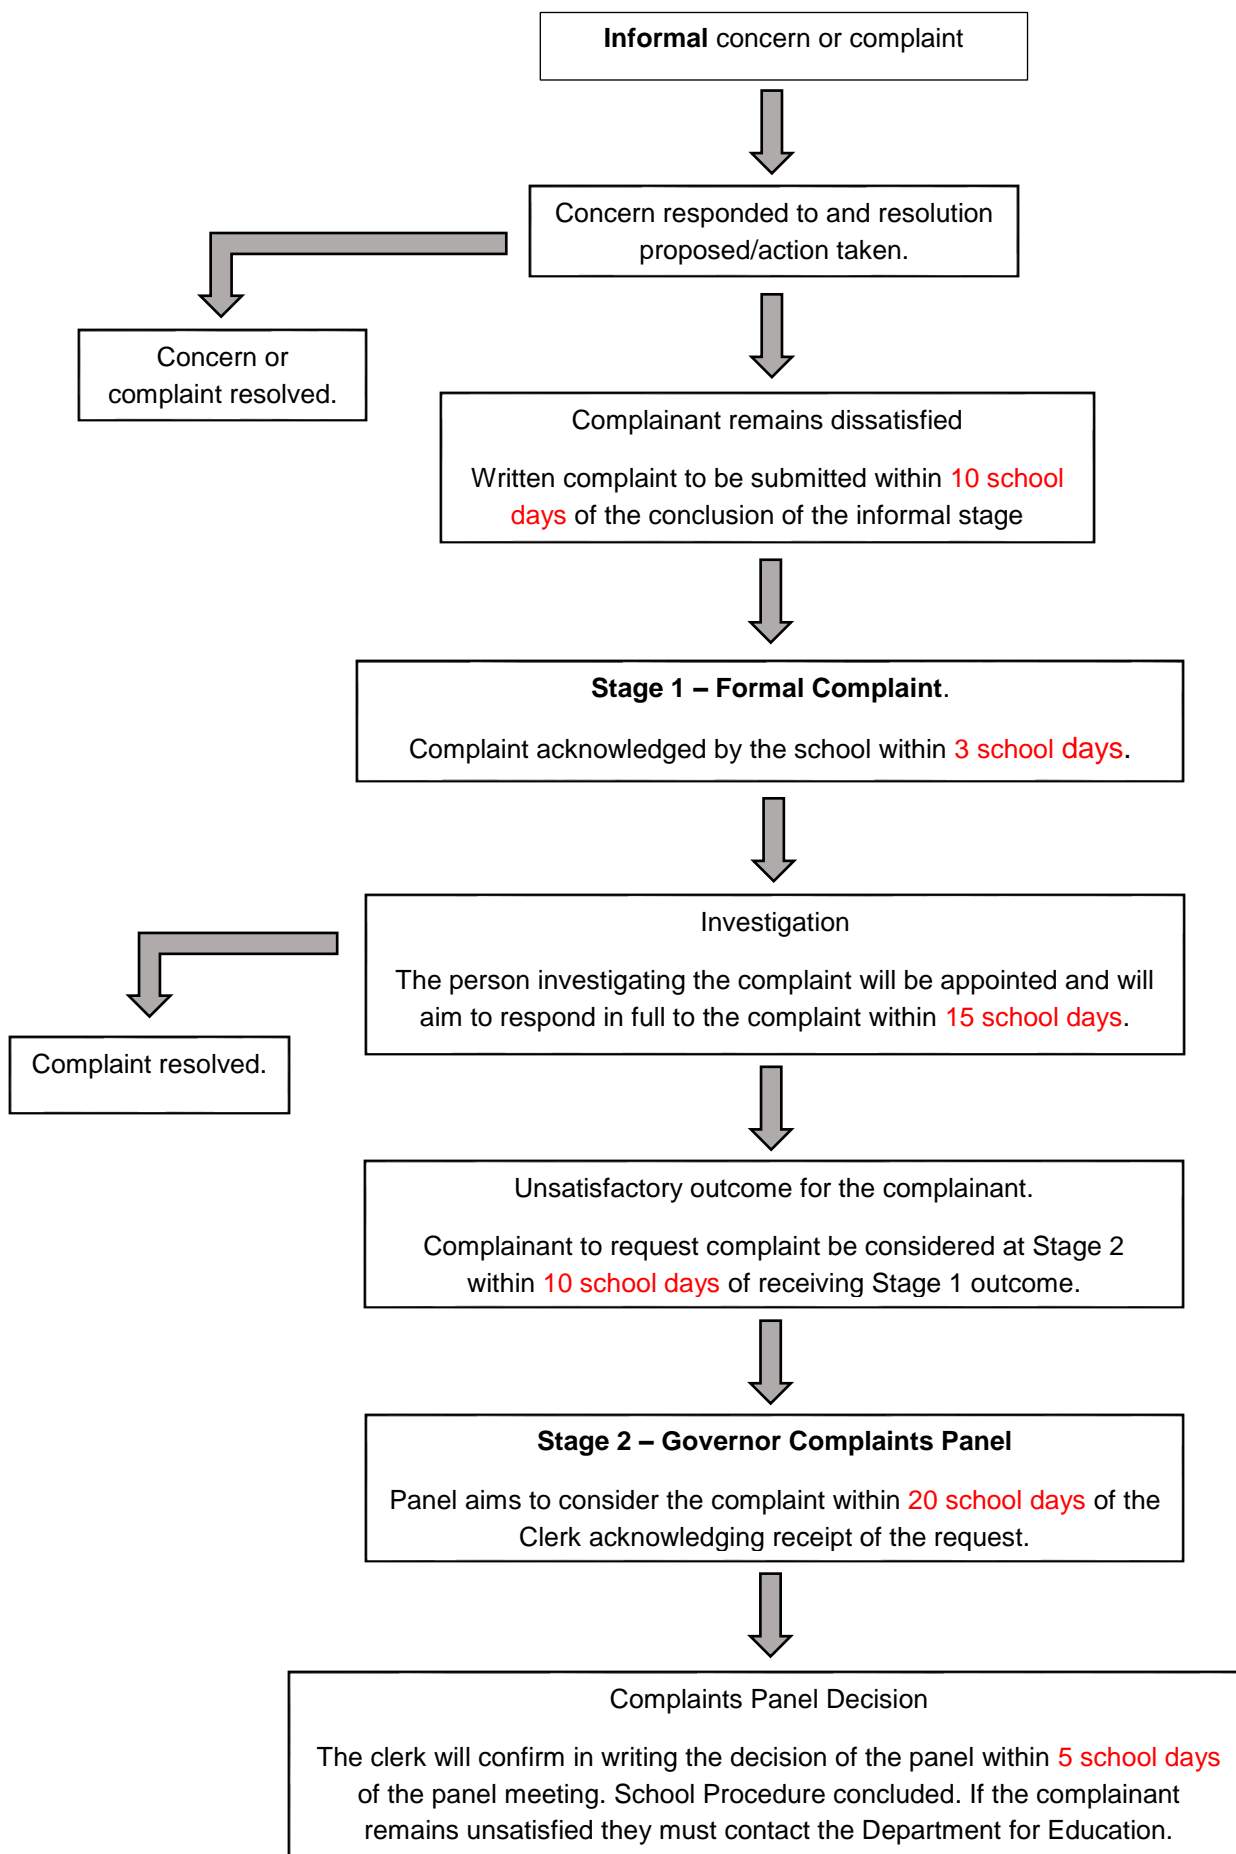 Informal concern or complaint
Concern responded to and resolution
proposed/action taken.
Concern or
complaint resolved.
Complainant remains dissatisfied
Written complaint to be submitted within 10 school
days of the conclusion of the informal stage
Stage 1 – Formal Complaint.
Complaint acknowledged by the school within 3 school days.
Investigation
The person investigating the complaint will be appointed and will
aim to respond in full to the complaint within 15 school days.
Complaint resolved.
Unsatisfactory outcome for the complainant.
Complainant to request complaint be considered at Stage 2
within 10 school days of receiving Stage 1 outcome.
Stage 2 – Governor Complaints Panel
Panel aims to consider the complaint within 20 school days of the
Clerk acknowledging receipt of the request.
Complaints Panel Decision
The clerk will confirm in writing the decision of the panel within 5 school days
of the panel meeting. School Procedure concluded. If the complainant
remains unsatisfied they must contact the Department for Education.